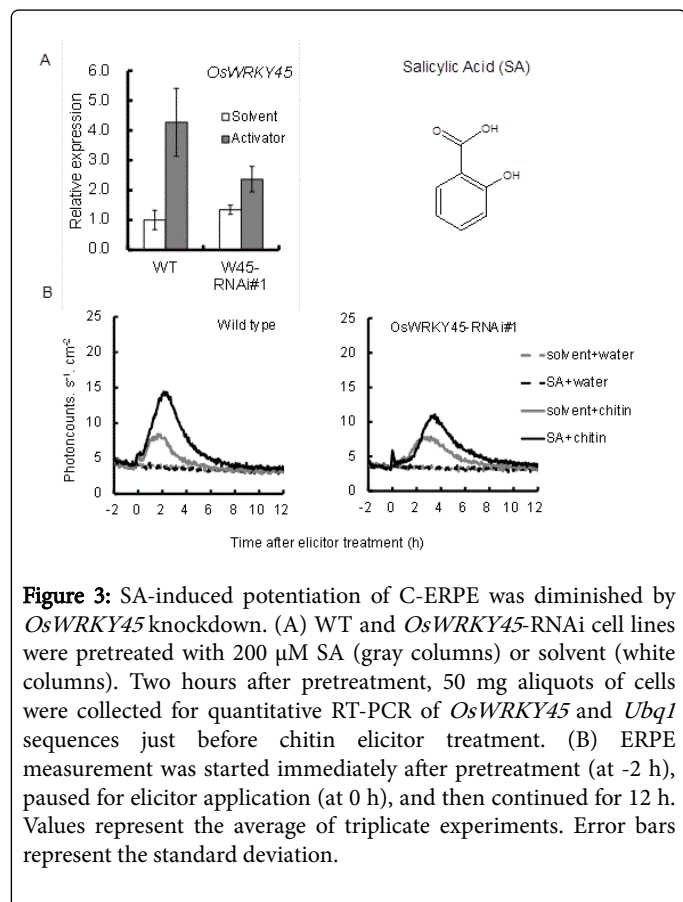 A
OsWRKY45
Salicylic Acid (SA)
6.0
5.0
4.0
3.0
2.0
1.0
0.0
Relative expression
Solvent
Activator
WT
W45-
RNAi#1
O
OH
OH
B
Wild type
25
20
15
10
5
0
Photoncounts. s⁻¹. cm⁻²
-2 0 2 4 6 8 10 12
OsWRKY45-RNAi#1
25
20
15
10
5
0
-2 0 2 4 6 8 10 12
solvent+water
SA+water
solvent+chitin
SA+chitin
Time after elicitor treatment (h)
Figure 3: SA-induced potentiation of C-ERPE was diminished by
OsWRKY45 knockdown. (A) WT and OsWRKY45-RNAi cell lines
were pretreated with 200 μM SA (gray columns) or solvent (white
columns). Two hours after pretreatment, 50 mg aliquots of cells
were collected for quantitative RT-PCR of OsWRKY45 and Ubq1
sequences just before chitin elicitor treatment. (B) ERPE
measurement was started immediately after pretreatment (at -2 h),
paused for elicitor application (at 0 h), and then continued for 12 h.
Values represent the average of triplicate experiments. Error bars
represent the standard deviation.